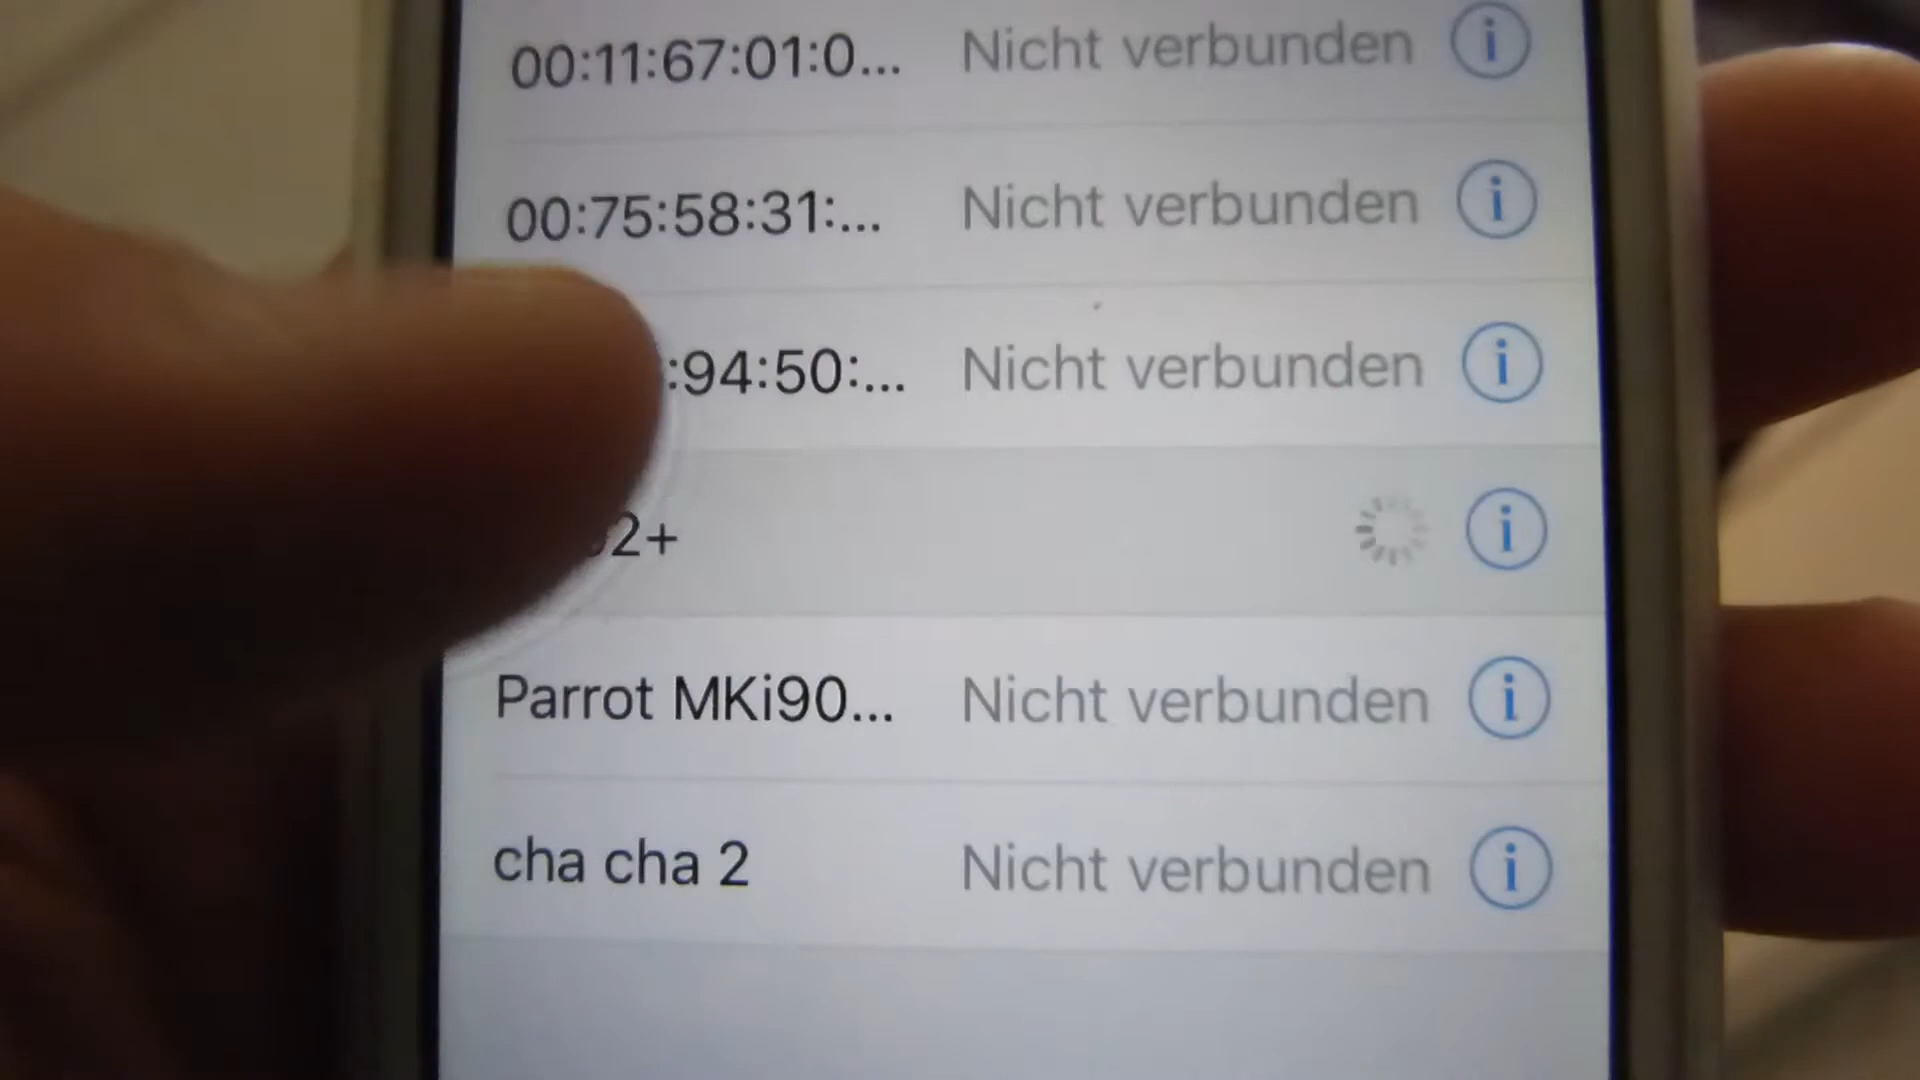 00:11:67:01:0... Nicht verbunden
00:75:58:31:... Nicht verbunden
:94:50:... Nicht verbunden
2+
Parrot MKi90... Nicht verbunden
cha cha 2 Nicht verbunden